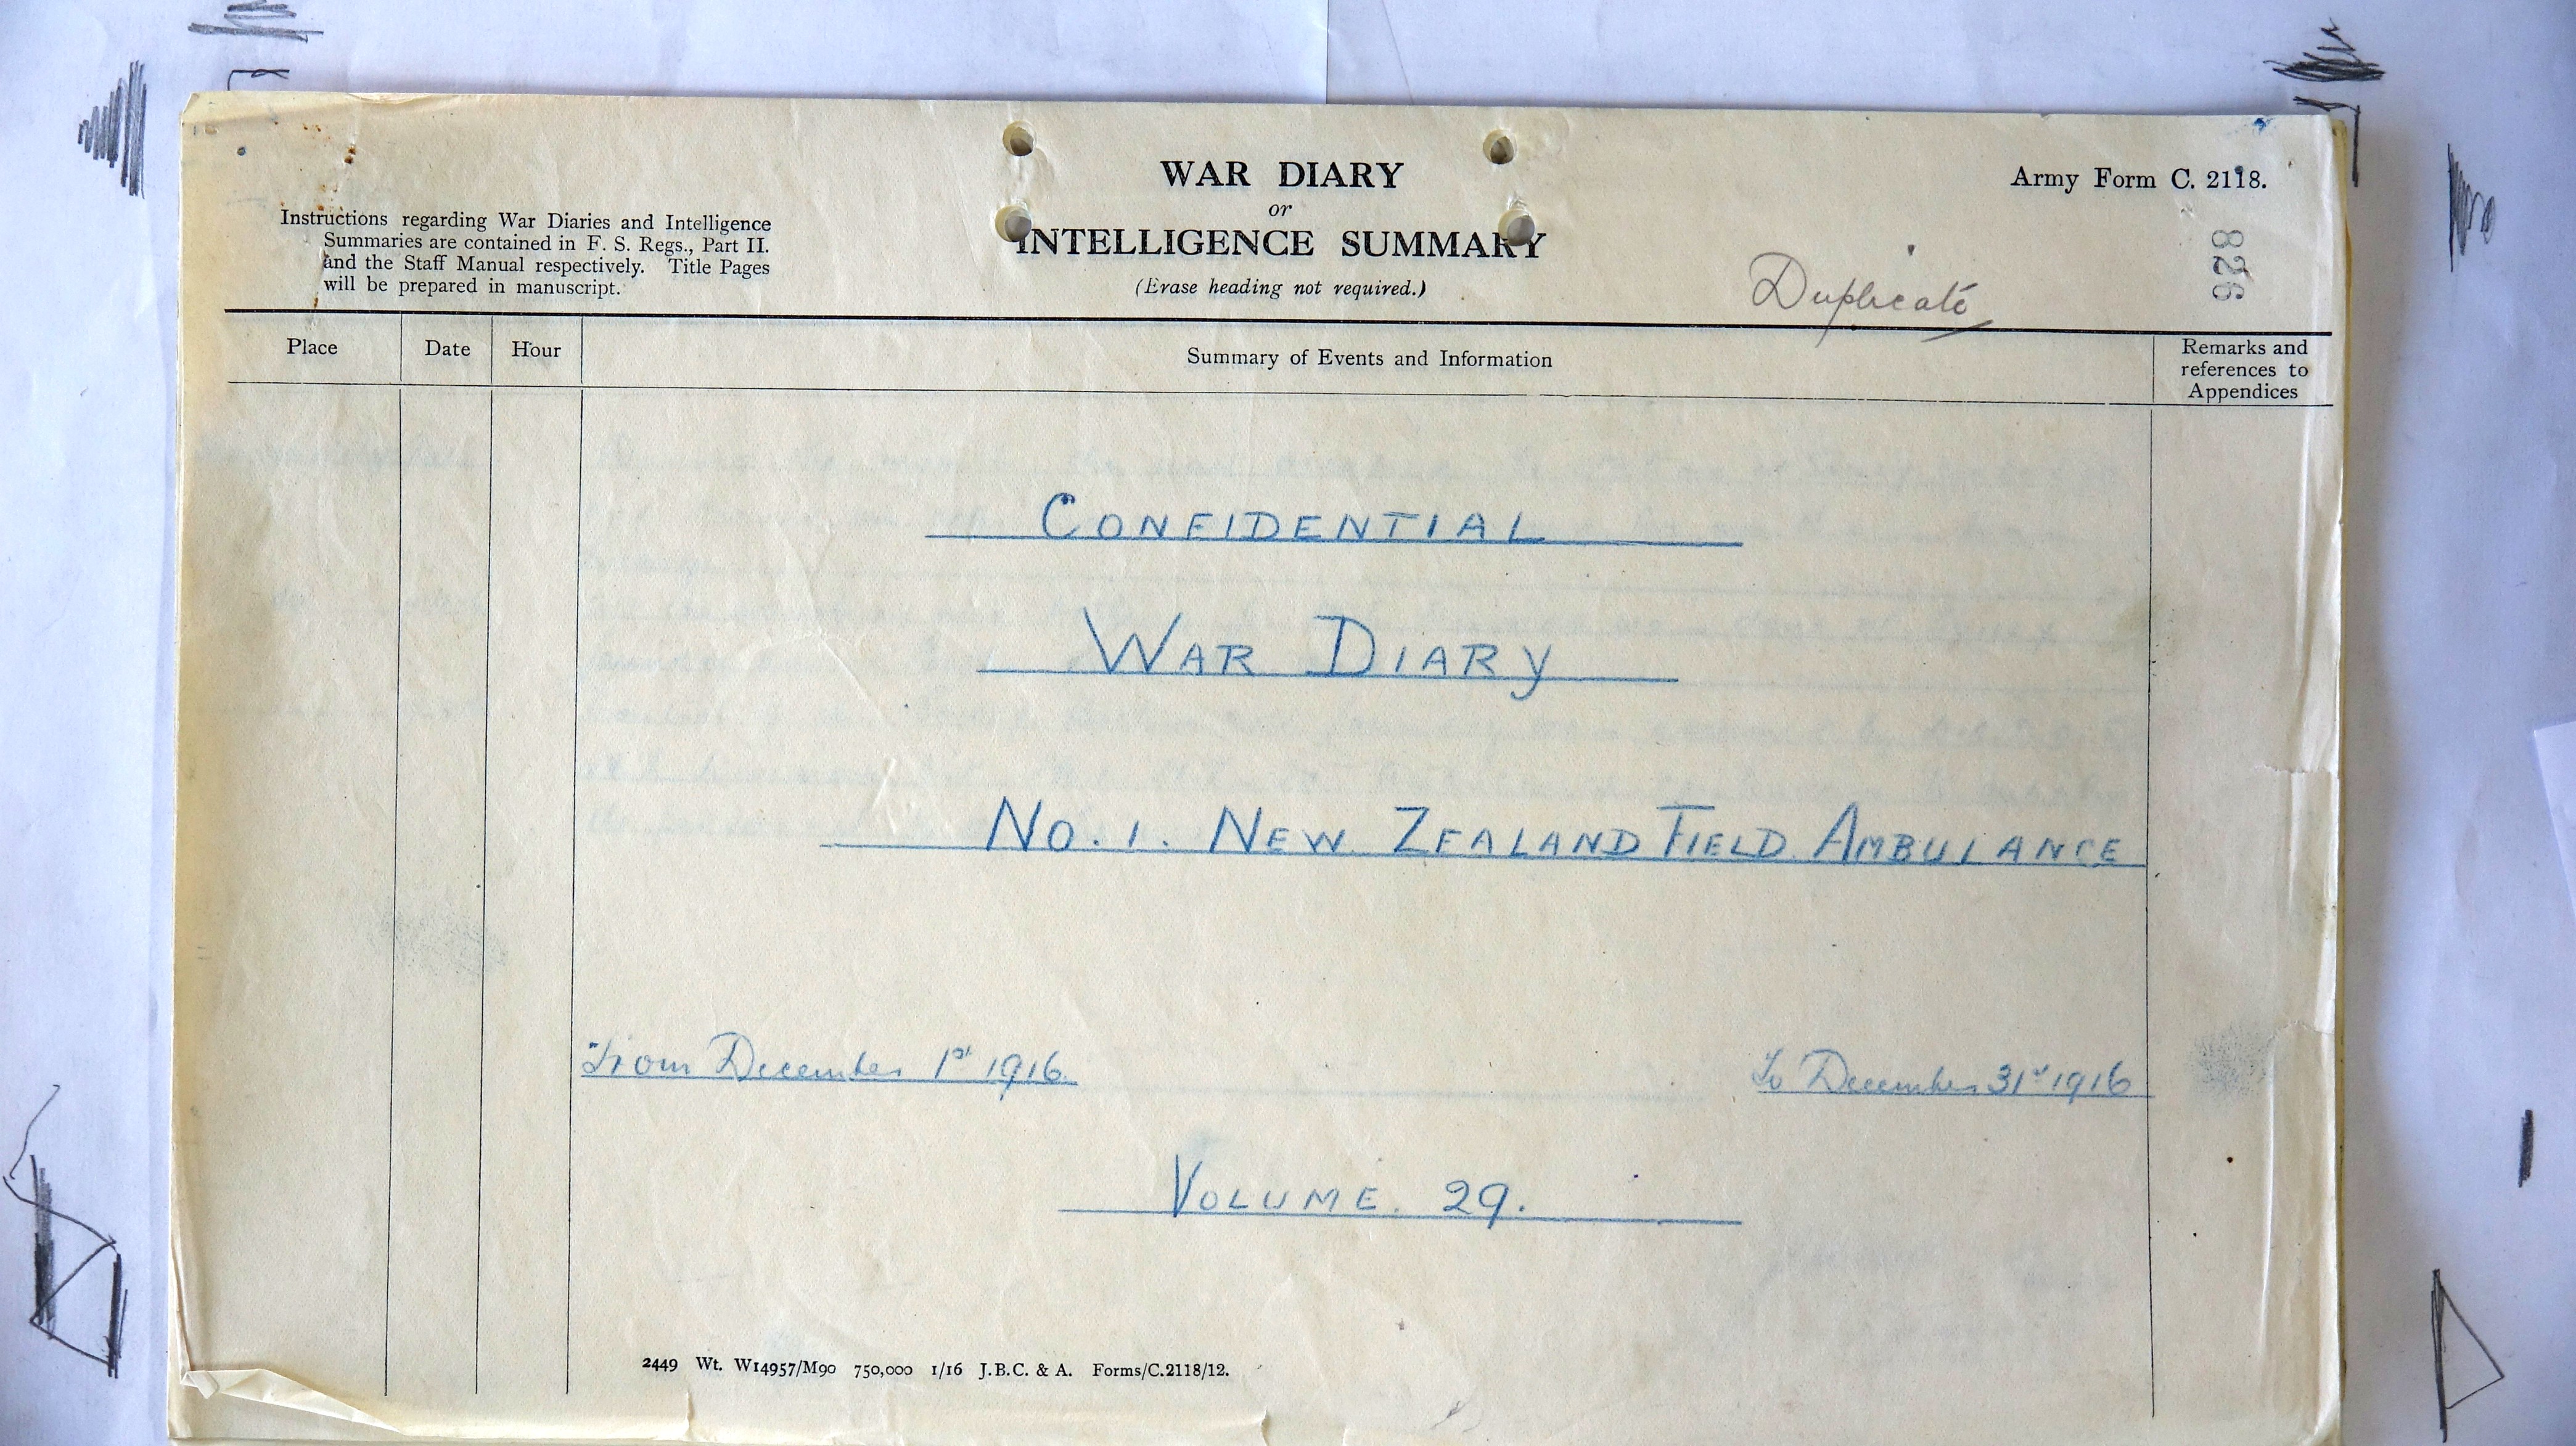 WAR DIARY
or
INTELLIGENCE SUMMARY
(Erase heading not required.)
Army Form C. 2118.
Instructions regarding War Diaries and Intelligence
Summaries are contained in F. S. Regs., Part II.
and the Staff Manual respectively. Title Pages
will be prepared in manuscript.
Duplicate
826
Place
Date
Hour
Summary of Events and Information
Remarks and
references to
Appendices
CONFIDENTIAL
WAR DIARY
NO. 1. NEW ZEALAND FIELD AMBULANCE
From December 1st 1916.
To December 31st 1916
VOLUME. 29.
2449 Wt. W14957/M90 750,000 1/16 J.B.C. & A. Forms/C.2118/12.